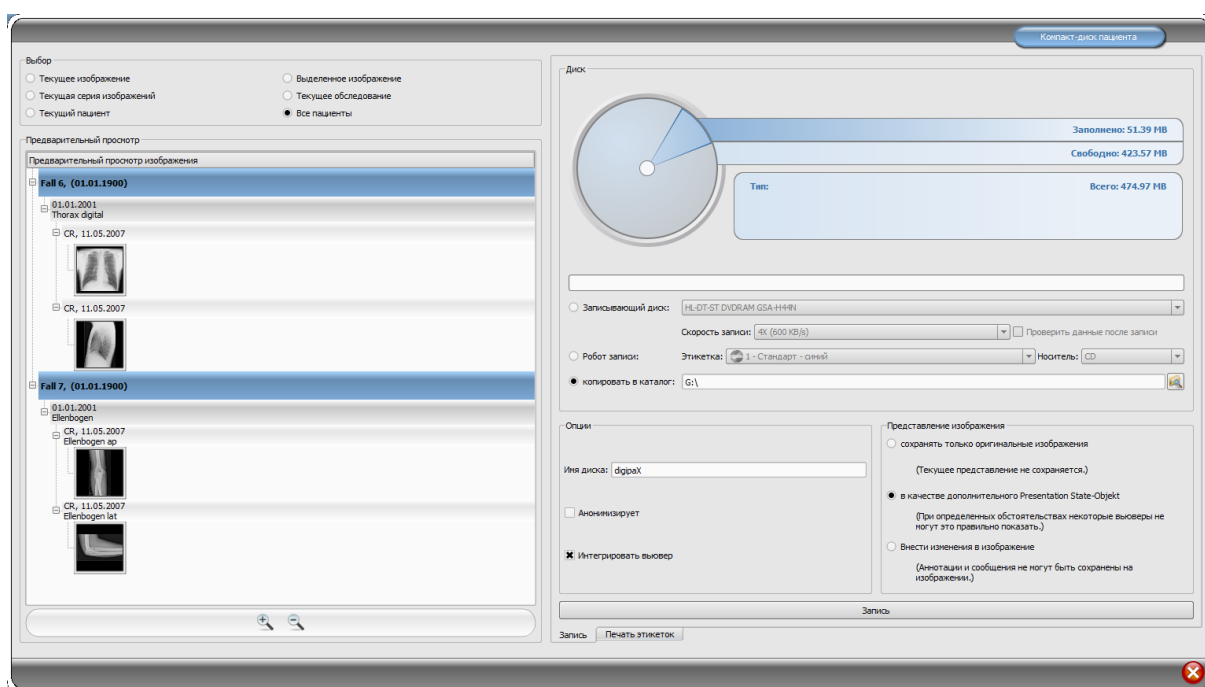 Компакт-диск пациента
Выбор
Текущее изображение
Выделенное изображение
Текущая серия изображений
Текущее обследование
Текущий пациент
Все пациенты
Предварительный просмотр
Предварительный просмотр изображения
Fall 6, (01.01.1900)
01.01.2001
Thorax digital
CR, 11.05.2007
CR, 11.05.2007
Fall 7, (01.01.1900)
01.01.2001
Ellenbogen
CR, 11.05.2007
Ellenbogen ap
CR, 11.05.2007
Ellenbogen lat
Диск
Заполнено: 51.39 MB
Свободно: 423.57 MB
Тип:
Всего: 474.97 MB
Записывающий диск:
HL-DT-ST DVDRAM GSA-H44N
Скорость записи:
4X (600 KB/s)
Проверить данные после записи
Робот записи:
Этикетка:
1 - Стандарт - синий
Носитель:
CD
копировать в каталог:
G:\
Опции
Имя диска:
digipaX
Анонимизирует
Интегрировать вьювер
Представление изображения
сохранять только оригинальные изображения
(Текущее представление не сохраняется.)
в качестве дополнительного Presentation State-Objekt
(При определенных обстоятельствах некоторые вьюверы не
могут это правильно показать.)
Внести изменения в изображение
(Аннотации и сообщения не могут быть сохранены на
изображении.)
Запись
Запись
Печать этикеток